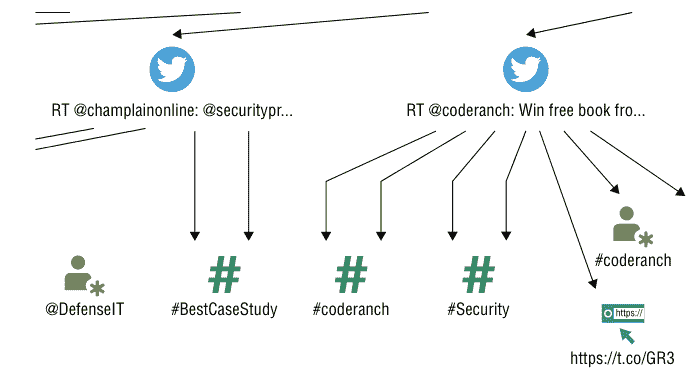 RT @champlainonline: @securitypr...
RT @coderanch: Win free book fro...
@DefenseIT
#BestCaseStudy
#coderanch
#Security
#coderanch
https://
https://t.co/GR3